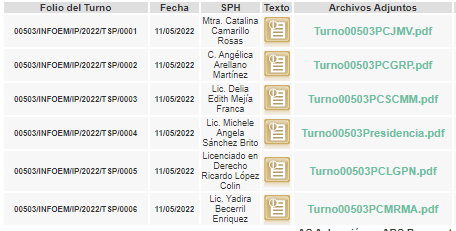 Folio del Turno Fecha SPH Texto Archivos Adjuntos
Mtra. Catalina
00503/INFOEM/IP/2022/TSP/0001 11/05/2022 Camarillo Turno00503PCJMV.pdf
Rosas
C. Angélica
00503/INFOEM/IP/2022/TSP/0002 11/05/2022 Arellano Turno00503PCGRP.pdf
Martínez
Lic. Delia
00503/INFOEM/IP/2022/TSP/0003 11/05/2022 Edith Mejía Turno00503PCSCMM.pdf
Franca
Lic. Michele
00503/INFOEM/IP/2022/TSP/0004 11/05/2022 Angela Turno00503Presidencia.pdf
Sánchez Brito
Licenciado en
Derecho
00503/INFOEM/IP/2022/TSP/0005 11/05/2022 Ricardo López Turno00503PCLGPN.pdf
Colin
Lic. Yadira
00503/INFOEM/IP/2022/TSP/0006 11/05/2022 Becerril Turno00503PCMRMA.pdf
Enriquez